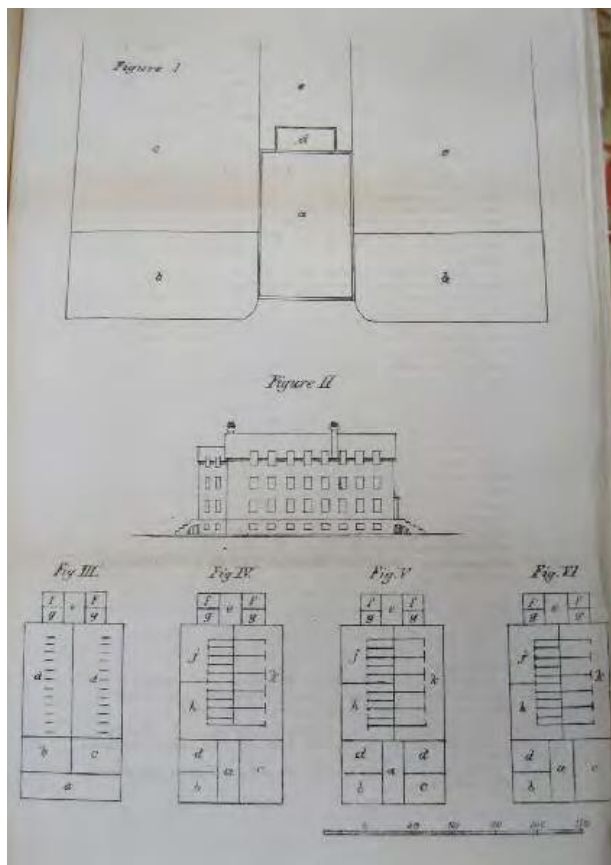 Figure I
e
d
c
e
a
b
b
Figure II
Fig. III.
Fig. IV.
Fig. V
Fig. VI
f e f
g g
f e f
g g
f e f
g g
f e f
g g
d d
j k
j k
j k
h
h
h
b c
d
d d
d
a c
a
a c
a
b
b c
b